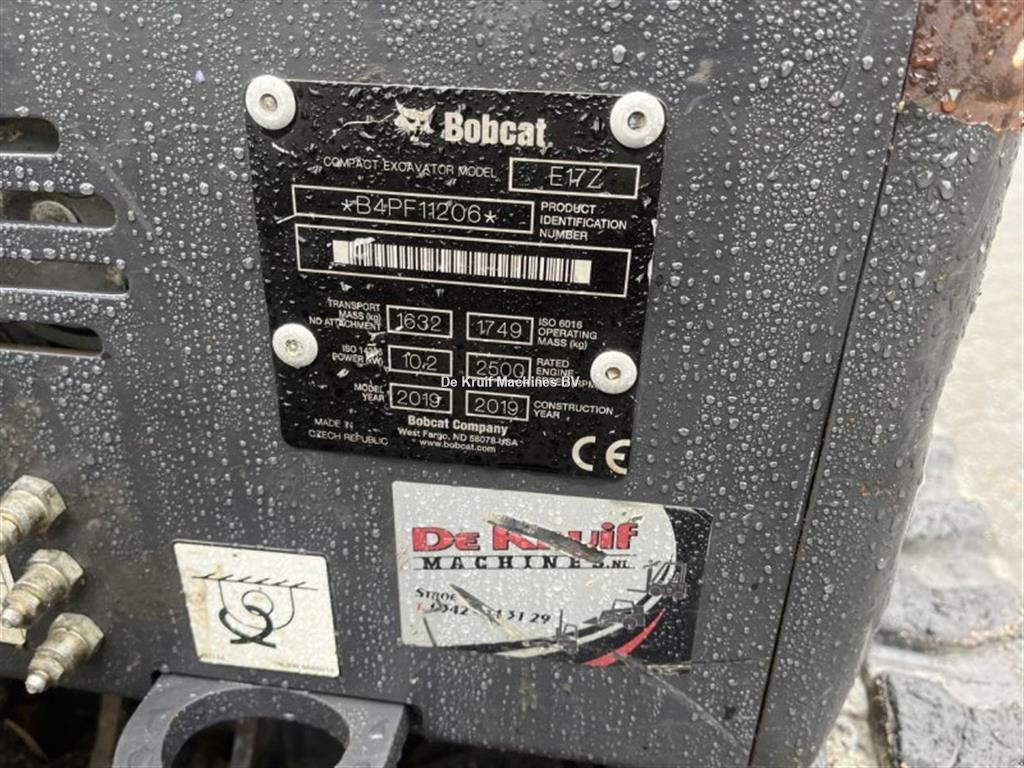 Bobcat
COMPACT EXCAVATOR MODEL E17Z
*B4PF11206* PRODUCT IDENTIFICATION NUMBER
TRANSPORT MASS (kg) NO ATTACHMENT 1632 1749 ISO 6016 OPERATING MASS (kg)
ISO POWER 10,2 2500 RATED ENGINE
De Kruif Machines BV
MODEL YEAR 2019 2019 CONSTRUCTION YEAR
MADE IN CZECH REPUBLIC
Bobcat Company
West Fargo, ND 58078-USA
www.bobcat.com
CE
DE Kruif
MACHINES.NL
STROE